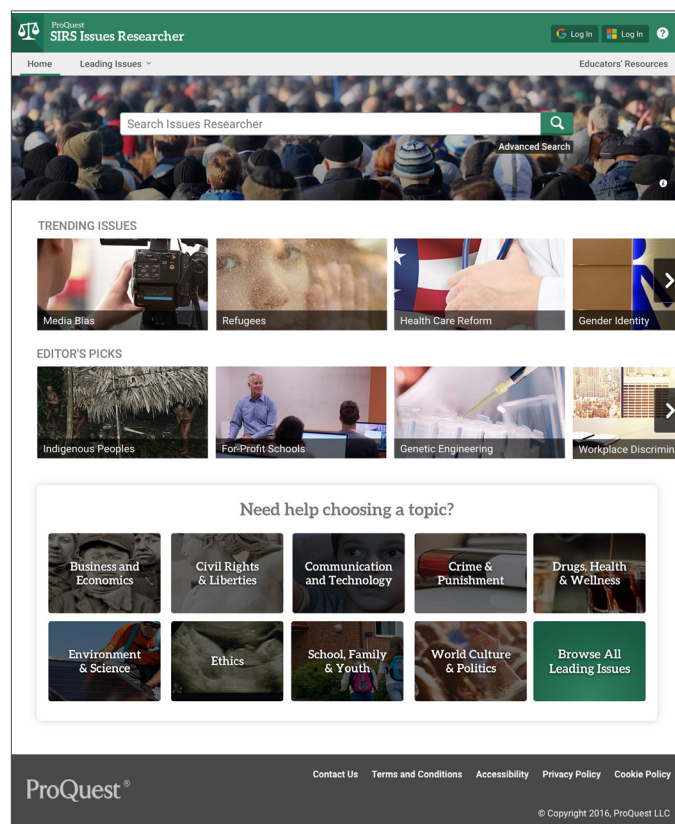 ProQuest
SIRS Issues Researcher
Log In
Log In
?
Home
Leading Issues
Educators' Resources
Search Issues Researcher
Advanced Search
i
TRENDING ISSUES
Media Bias
Refugees
Health Care Reform
Gender Identity
EDITOR'S PICKS
Indigenous Peoples
For-Profit Schools
Genetic Engineering
Workplace Discrimin
Need help choosing a topic?
Business and
Economics
Civil Rights
& Liberties
Communication
and Technology
Crime &
Punishment
Drugs, Health
& Wellness
Environment
& Science
Ethics
School, Family
& Youth
World Culture
& Politics
Browse All
Leading Issues
ProQuest®
Contact Us
Terms and Conditions
Accessibility
Privacy Policy
Cookie Policy
© Copyright 2016, ProQuest LLC